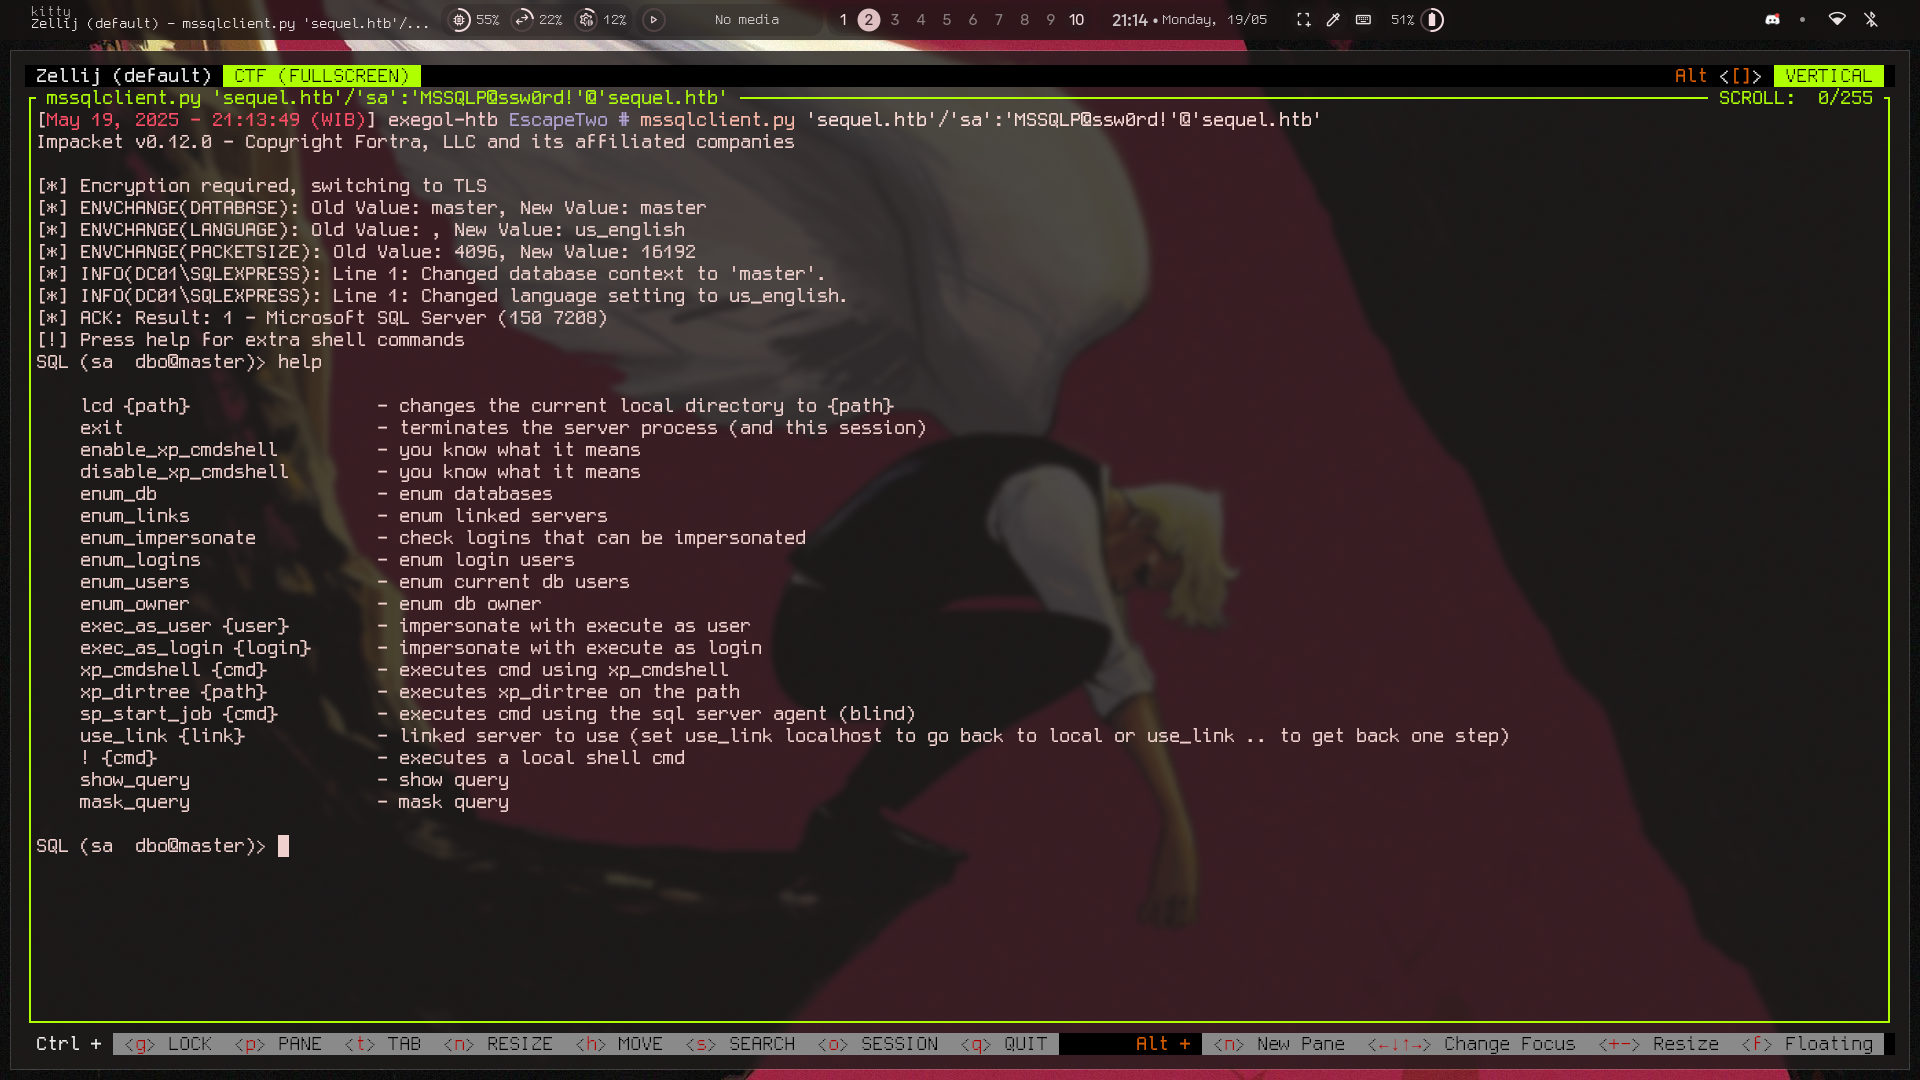 kitty
Zellij (default) - mssqlclient.py 'sequel.htb'/'...
55% 22% 12% No media 1 2 3 4 5 6 7 8 9 10 21:14 • Monday, 19/05 51%
Zellij (default) CTF (FULLSCREEN) Alt <[]> VERTICAL
mssqlclient.py 'sequel.htb'/'sa':'MSSQLP@ssw0rd!'@'sequel.htb' SCROLL: 0/255
[May 19, 2025 - 21:13:49 (WIB)] exegol-htb EscapeTwo # mssqlclient.py 'sequel.htb'/'sa':'MSSQLP@ssw0rd!'@'sequel.htb'
Impacket v0.12.0 - Copyright Fortra, LLC and its affiliated companies
[*] Encryption required, switching to TLS
[*] ENVCHANGE(DATABASE): Old Value: master, New Value: master
[*] ENVCHANGE(LANGUAGE): Old Value: , New Value: us_english
[*] ENVCHANGE(PACKETSIZE): Old Value: 4096, New Value: 16192
[*] INFO(DC01\SQLEXPRESS): Line 1: Changed database context to 'master'.
[*] INFO(DC01\SQLEXPRESS): Line 1: Changed language setting to us_english.
[*] ACK: Result: 1 - Microsoft SQL Server (150 7208)
[!] Press help for extra shell commands
SQL (sa  dbo@master)> help
lcd {path} - changes the current local directory to {path}
exit - terminates the server process (and this session)
enable_xp_cmdshell - you know what it means
disable_xp_cmdshell - you know what it means
enum_db - enum databases
enum_links - enum linked servers
enum_impersonate - check logins that can be impersonated
enum_logins - enum login users
enum_users - enum current db users
enum_owner - enum db owner
exec_as_user {user} - impersonate with execute as user
exec_as_login {login} - impersonate with execute as login
xp_cmdshell {cmd} - executes cmd using xp_cmdshell
xp_dirtree {path} - executes xp_dirtree on the path
sp_start_job {cmd} - executes cmd using the sql server agent (blind)
use_link {link} - linked server to use (set use_link localhost to go back to local or use_link .. to get back one step)
! {cmd} - executes a local shell cmd
show_query - show query
mask_query - mask query
SQL (sa  dbo@master)>
Ctrl + <g> LOCK <p> PANE <t> TAB <n> RESIZE <h> MOVE <s> SEARCH <o> SESSION <q> QUIT Alt + <n> New Pane <←↓↑→> Change Focus <+-> Resize <f> Floating